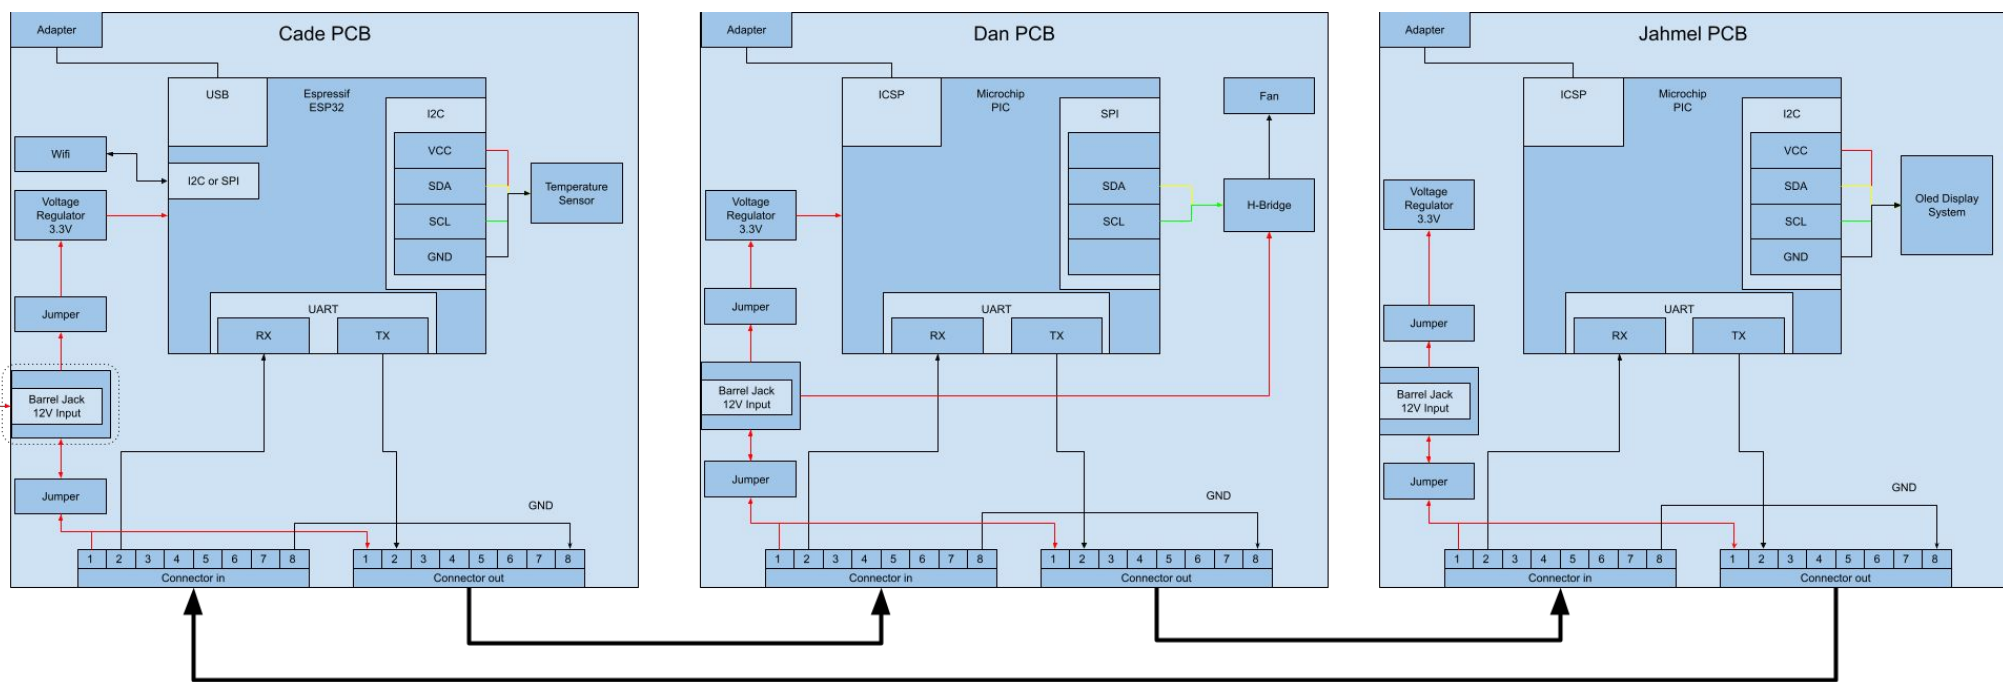 Adapter
Cade PCB
USB
Espressif
ESP32
I2C
VCC
SDA
SCL
GND
Wifi
I2C or SPI
Temperature
Sensor
Voltage
Regulator
3.3V
Jumper
UART
RX
TX
Barrel Jack
12V Input
Jumper
GND
1 2 3 4 5 6 7 8
Connector in
1 2 3 4 5 6 7 8
Connector out
Adapter
Dan PCB
ICSP
Microchip
PIC
SPI
SDA
SCL
Fan
H-Bridge
Voltage
Regulator
3.3V
Jumper
UART
RX
TX
Barrel Jack
12V Input
Jumper
GND
1 2 3 4 5 6 7 8
Connector in
1 2 3 4 5 6 7 8
Connector out
Adapter
Jahmel PCB
ICSP
Microchip
PIC
I2C
VCC
SDA
SCL
GND
Oled Display
System
Voltage
Regulator
3.3V
Jumper
UART
RX
TX
Barrel Jack
12V Input
Jumper
GND
1 2 3 4 5 6 7 8
Connector in
1 2 3 4 5 6 7 8
Connector out